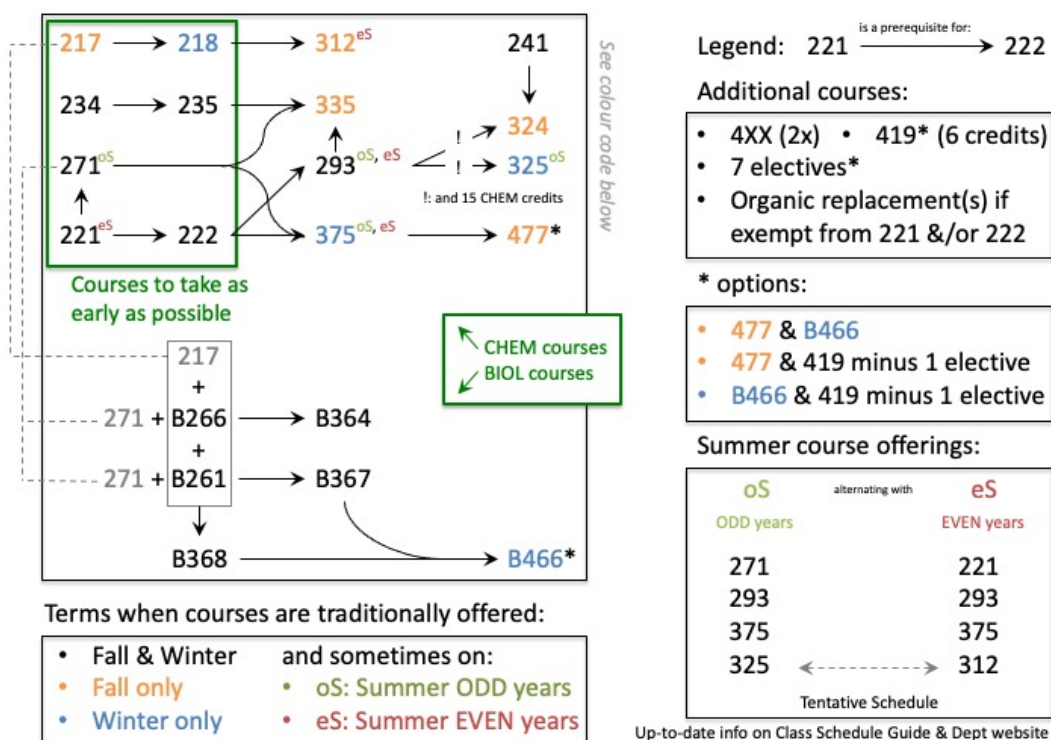 217 218 312eS 241
234 235 335
324
271oS 293oS, eS ! 325oS
!
!: and 15 CHEM credits
221eS 222 375oS, eS 477*
Courses to take as
early as possible
See colour code below
CHEM courses
BIOL courses
217
+
271 + B266 B364
+
271 + B261 B367
B368 B466*
Terms when courses are traditionally offered:
• Fall & Winter and sometimes on:
• Fall only • oS: Summer ODD years
• Winter only • eS: Summer EVEN years
is a prerequisite for:
Legend: 221 222
Additional courses:
• 4XX (2x) • 419* (6 credits)
• 7 electives*
• Organic replacement(s) if
exempt from 221 &/or 222
* options:
• 477 & B466
• 477 & 419 minus 1 elective
• B466 & 419 minus 1 elective
Summer course offerings:
oS alternating with eS
ODD years EVEN years
271 221
293 293
375 375
325 312
Tentative Schedule
Up-to-date info on Class Schedule Guide & Dept website